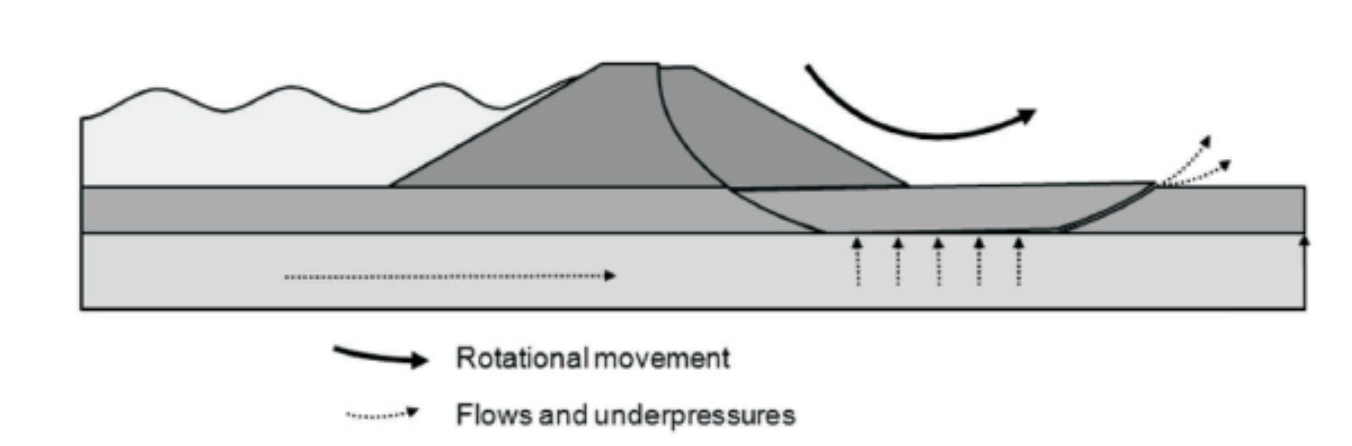 Rotational movement
Flows and underpressures